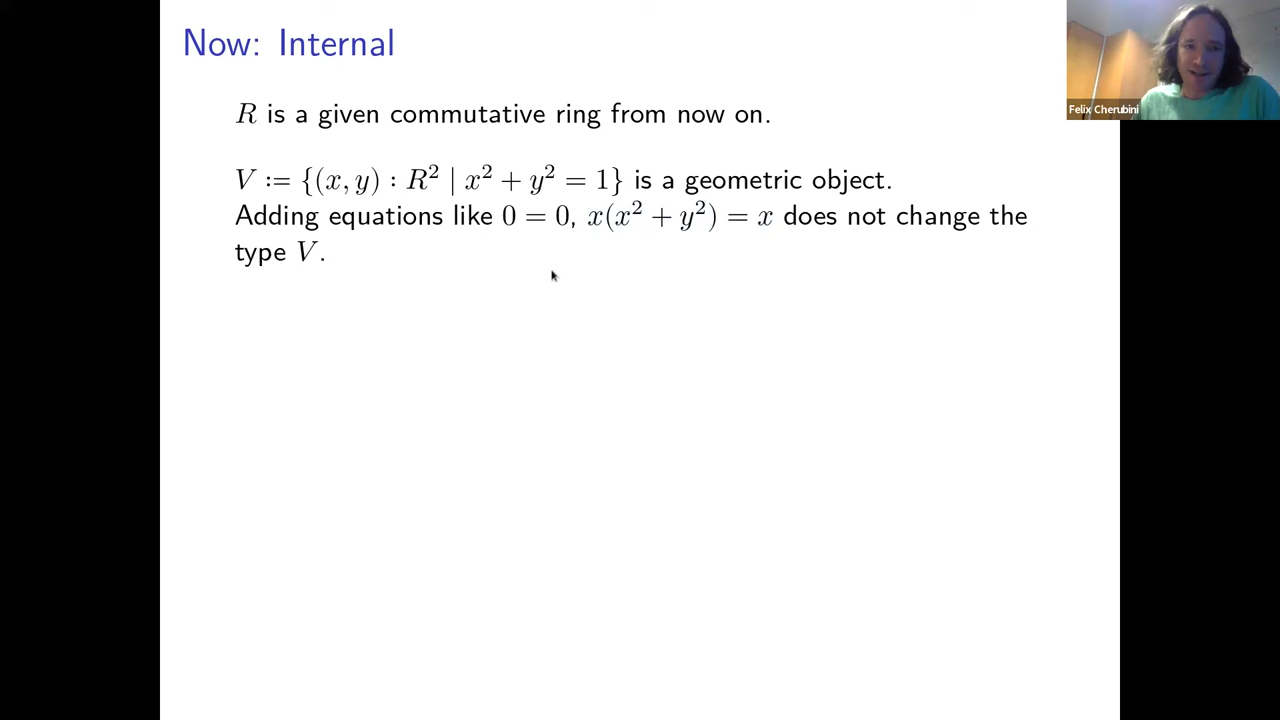 Now: Internal
R is a given commutative ring from now on.
V := {(x, y) : R² | x² + y² = 1} is a geometric object.
Adding equations like 0 = 0, x(x² + y²) = x does not change the
type V.
Felix Cherubini